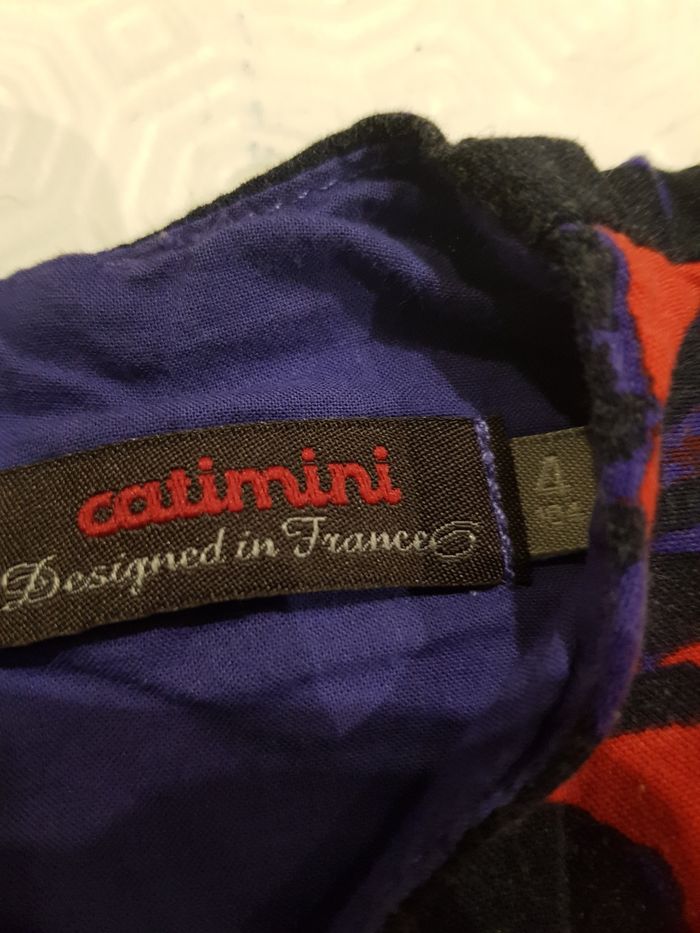 catimini
Designed in France
4